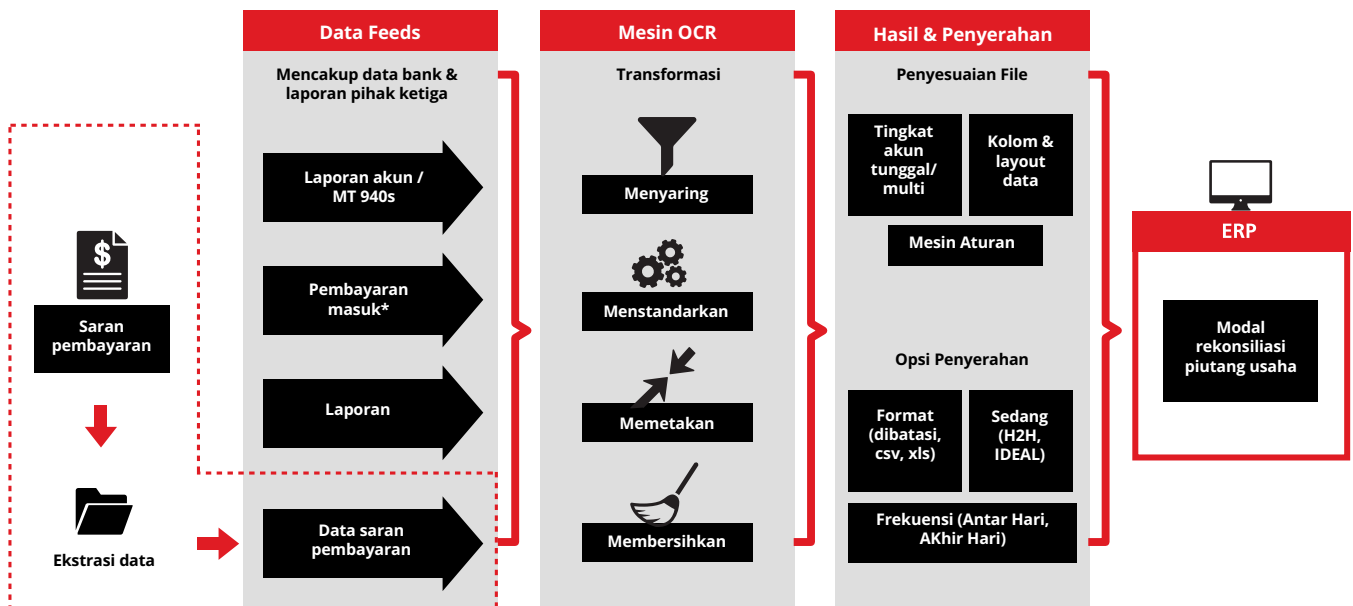 Data Feeds
Mencakup data bank &
laporan pihak ketiga
Laporan akun /
MT 940s
Pembayaran
masuk*
Laporan
Data saran
pembayaran
$
Saran
pembayaran
Ekstrasi data
Mesin OCR
Transformasi
Menyaring
Menstandarkan
Memetakan
Membersihkan
Hasil & Penyerahan
Penyesuaian File
Tingkat
akun
tunggal/
multi
Kolom &
layout
data
Mesin Aturan
Opsi Penyerahan
Format
(dibatasi,
csv, xls)
Sedang
(H2H,
IDEAL)
Frekuensi (Antar Hari,
AKhir Hari)
ERP
Modal
rekonsiliasi
piutang usaha